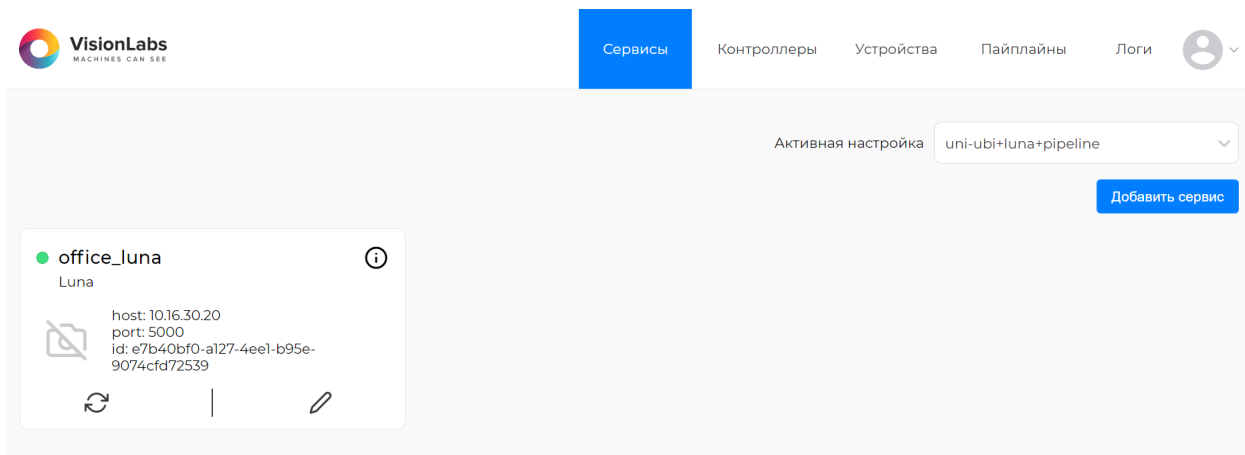 VisionLabs
MACHINES CAN SEE
Сервисы
Контроллеры
Устройства
Пайплайны
Логи
Активная настройка
uni-ubi+luna+pipeline
Добавить сервис
office_luna
Luna
host: 10.16.30.20
port: 5000
id: e7b40bf0-a127-4ee1-b95e-
9074cfd72539